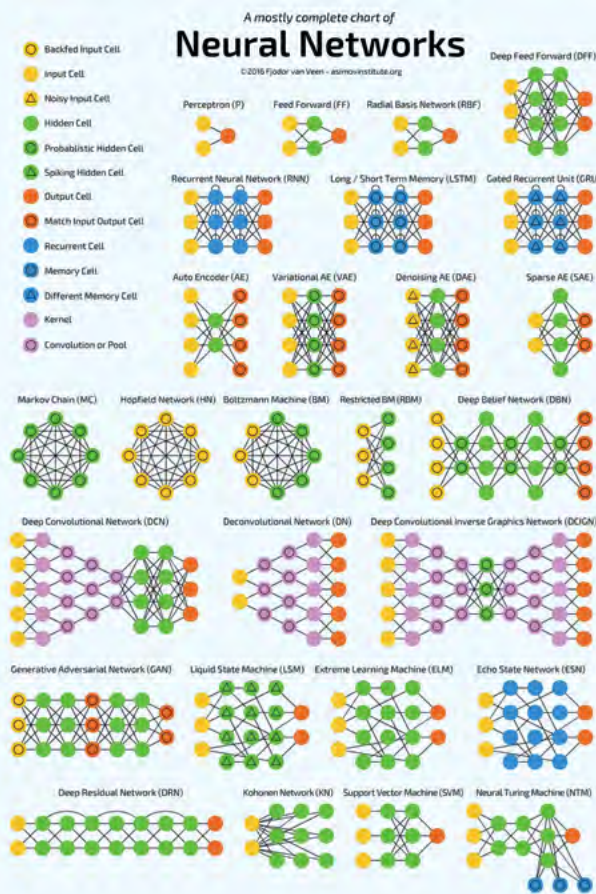 A mostly complete chart of
Neural Networks
©2016 Fjodor van Veen - asimovinstitute.org
Backfed Input Cell
Input Cell
Noisy Input Cell
Hidden Cell
Probablistic Hidden Cell
Spiking Hidden Cell
Output Cell
Match Input Output Cell
Recurrent Cell
Memory Cell
Different Memory Cell
Kernel
Convolution or Pool
Deep Feed Forward (DFF)
Perceptron (P)
Feed Forward (FF)
Radial Basis Network (RBF)
Recurrent Neural Network (RNN)
Long / Short Term Memory (LSTM)
Gated Recurrent Unit (GRU)
Auto Encoder (AE)
Variational AE (VAE)
Denoising AE (DAE)
Sparse AE (SAE)
Markov Chain (MC)
Hopfield Network (HN)
Boltzmann Machine (BM)
Restricted BM (RBM)
Deep Belief Network (DBN)
Deep Convolutional Network (DCN)
Deconvolutional Network (DN)
Deep Convolutional Inverse Graphics Network (DCIGN)
Generative Adversarial Network (GAN)
Liquid State Machine (LSM)
Extreme Learning Machine (ELM)
Echo State Network (ESN)
Deep Residual Network (DRN)
Kohonen Network (KN)
Support Vector Machine (SVM)
Neural Turing Machine (NTM)